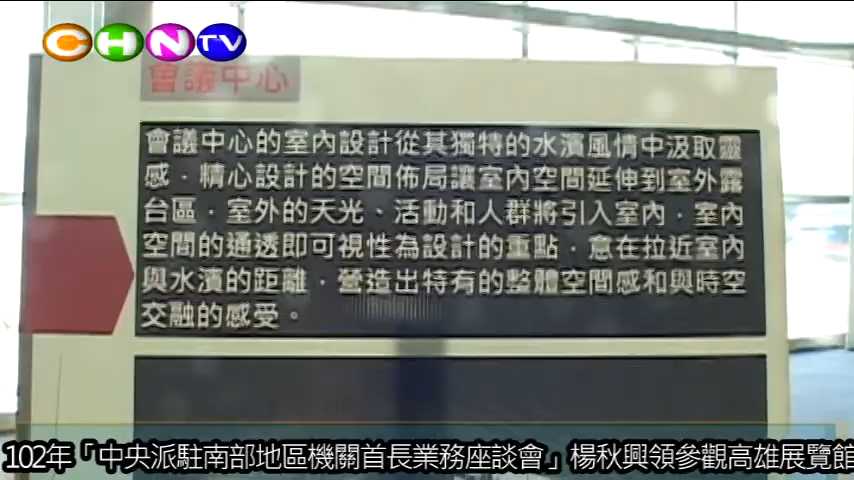 CHNTV
會議中心
會議中心的室內設計從其獨特的水濱風情中汲取靈
感，精心設計的空間佈局讓室內空間延伸到室外露
台區，室外的天光、活動和人群將引入室內，室內
空間的通透即可視性為設計的重點，意在拉近室內
與水濱的距離，營造出特有的整體空間感和與時空
交融的感受。
102年「中央派駐南部地區機關首長業務座談會」楊秋興領參觀高雄展覽館